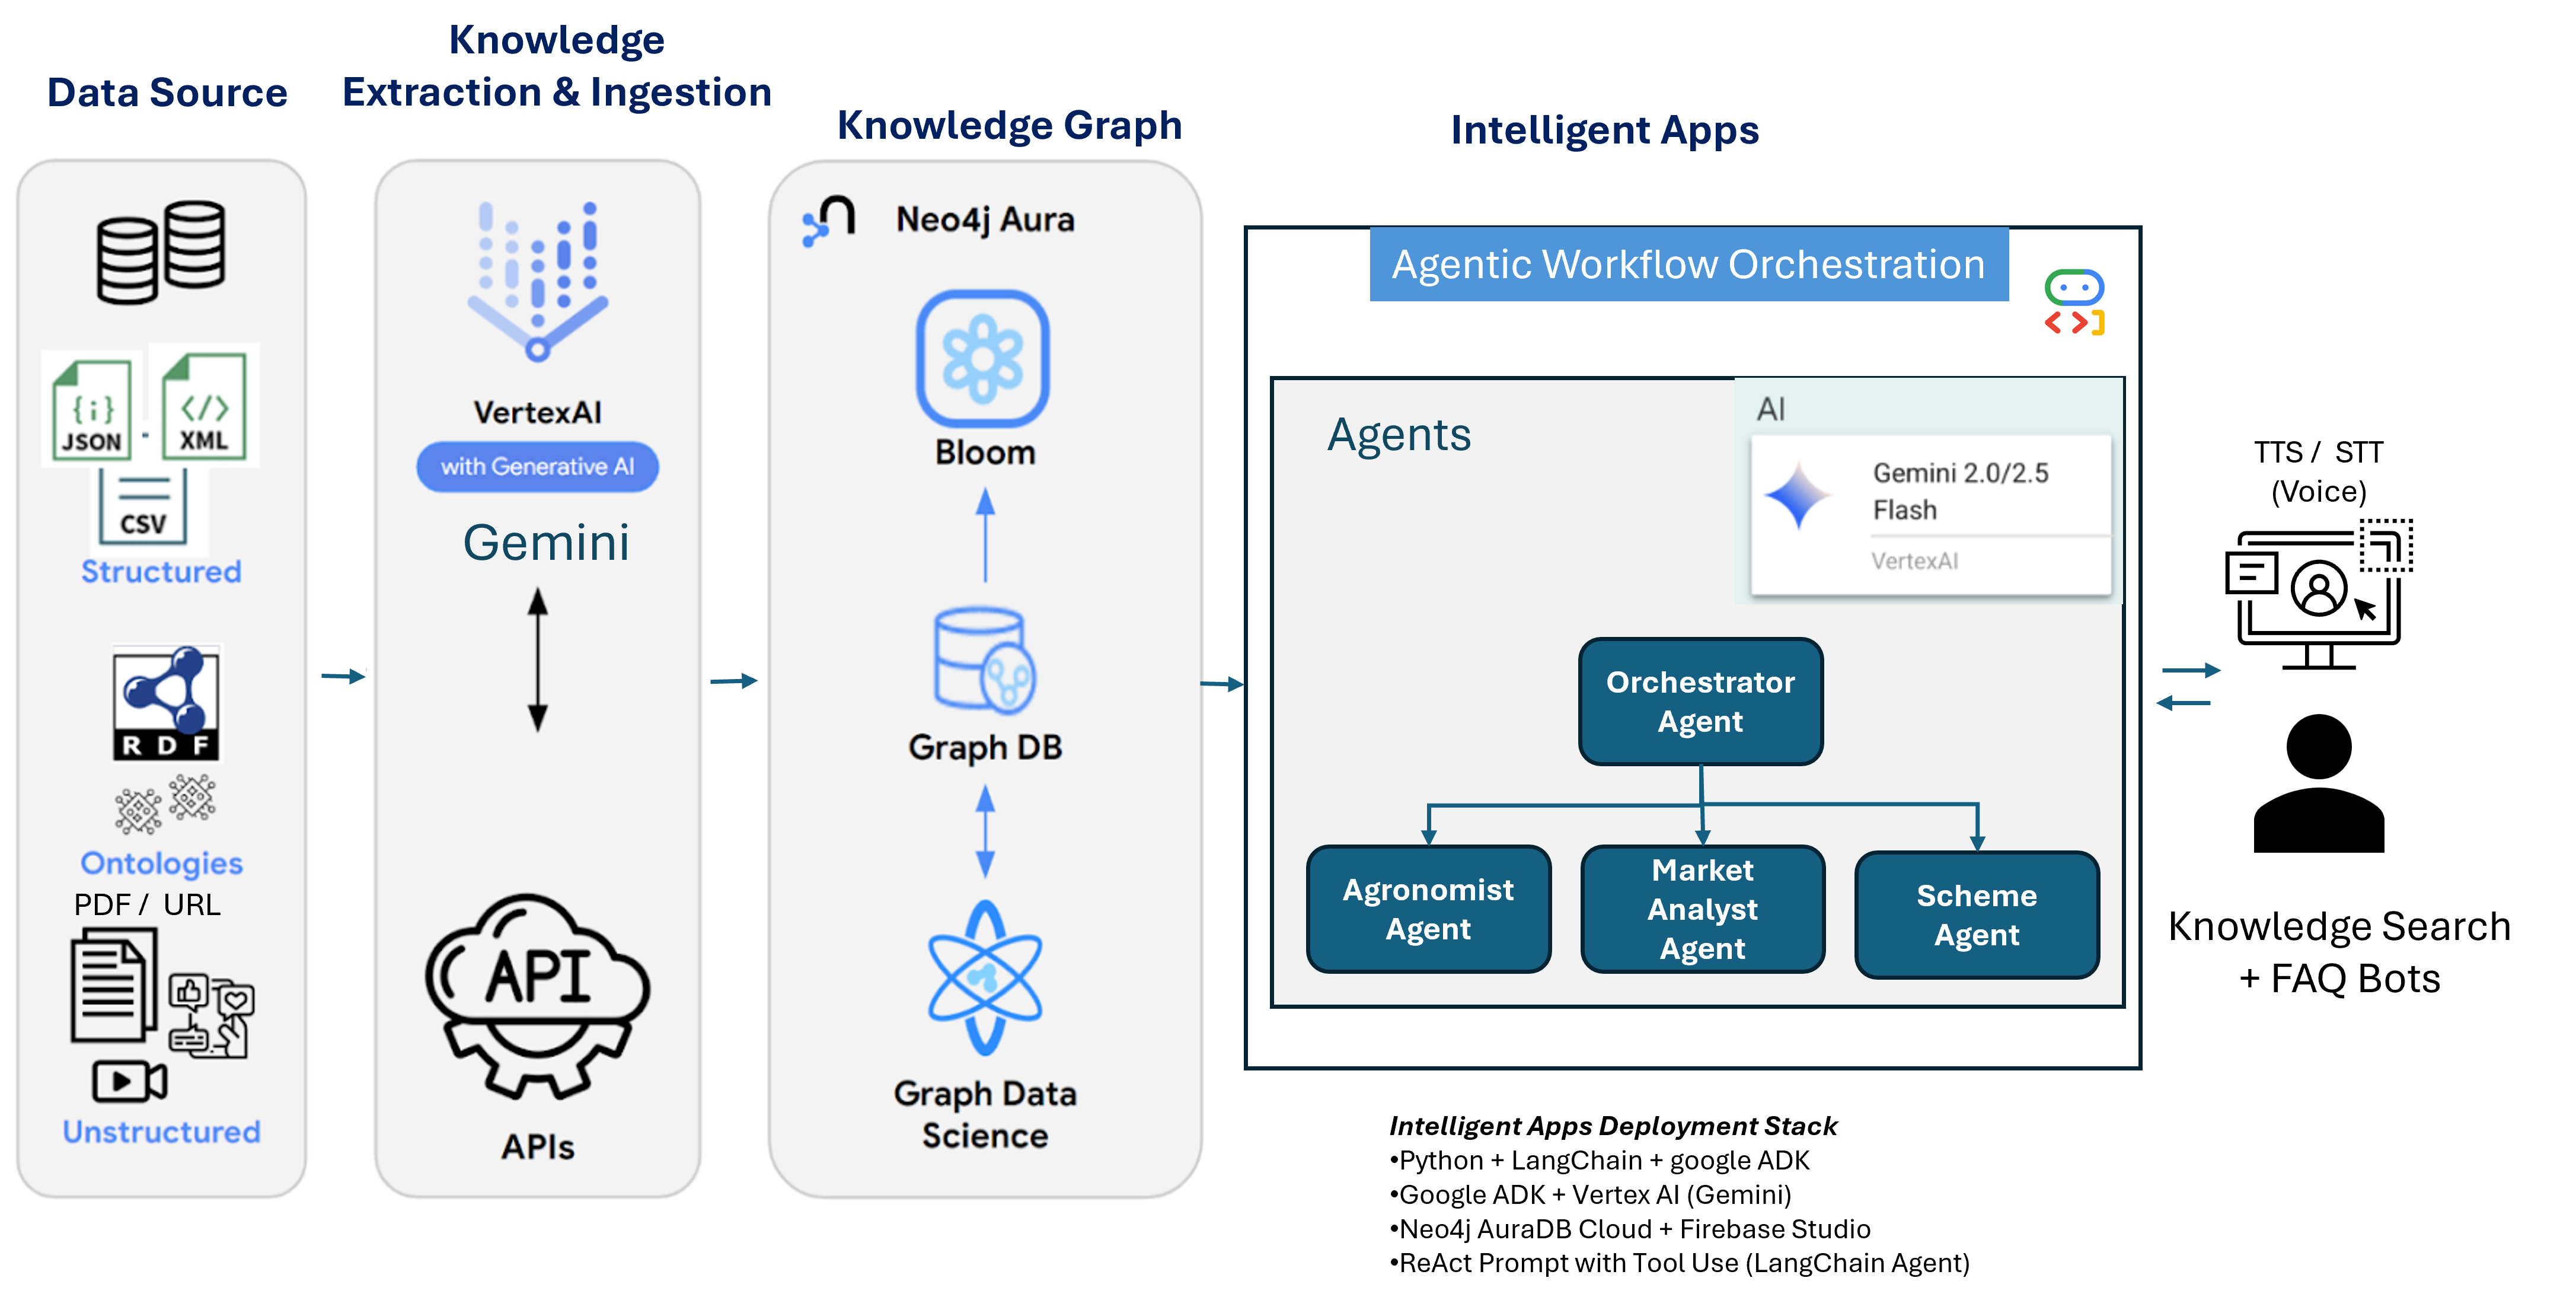 Data Source
Knowledge
Extraction & Ingestion
Knowledge Graph
Intelligent Apps
{i}
JSON
</>
XML
CSV
Structured
RDF
Ontologies
PDF / URL
Unstructured
VertexAI
with Generative AI
Gemini
API
APIs
Neo4j Aura
Bloom
Graph DB
Graph Data
Science
Agentic Workflow Orchestration
Agents
AI
Gemini 2.0/2.5
Flash
VertexAI
Orchestrator
Agent
Agronomist
Agent
Market
Analyst
Agent
Scheme
Agent
TTS / STT
(Voice)
Knowledge Search
+ FAQ Bots
Intelligent Apps Deployment Stack
•Python + LangChain + google ADK
•Google ADK + Vertex AI (Gemini)
•Neo4j AuraDB Cloud + Firebase Studio
•ReAct Prompt with Tool Use (LangChain Agent)